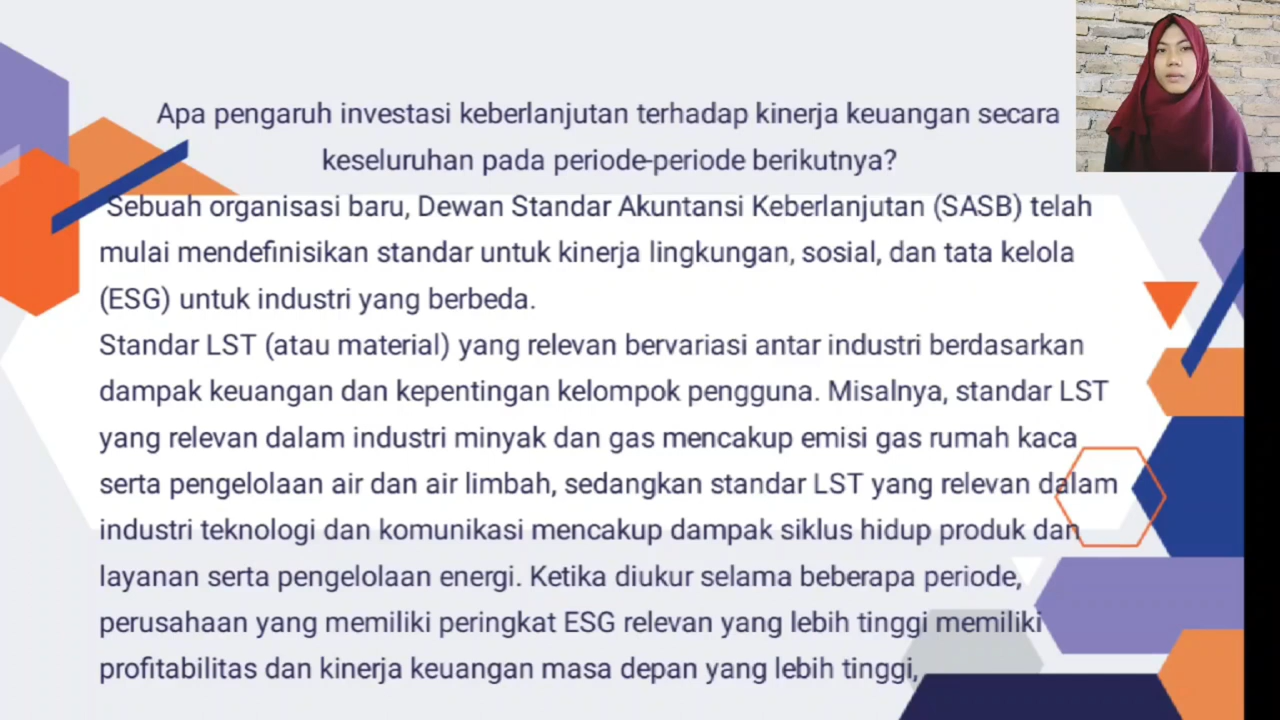 Apa pengaruh investasi keberlanjutan terhadap kinerja keuangan secara
keseluruhan pada periode-periode berikutnya?
Sebuah organisasi baru, Dewan Standar Akuntansi Keberlanjutan (SASB) telah
mulai mendefinisikan standar untuk kinerja lingkungan, sosial, dan tata kelola
(ESG) untuk industri yang berbeda.
Standar LST (atau material) yang relevan bervariasi antar industri berdasarkan
dampak keuangan dan kepentingan kelompok pengguna. Misalnya, standar LST
yang relevan dalam industri minyak dan gas mencakup emisi gas rumah kaca
serta pengelolaan air dan air limbah, sedangkan standar LST yang relevan dalam
industri teknologi dan komunikasi mencakup dampak siklus hidup produk dan
layanan serta pengelolaan energi. Ketika diukur selama beberapa periode,
perusahaan yang memiliki peringkat ESG relevan yang lebih tinggi memiliki
profitabilitas dan kinerja keuangan masa depan yang lebih tinggi,